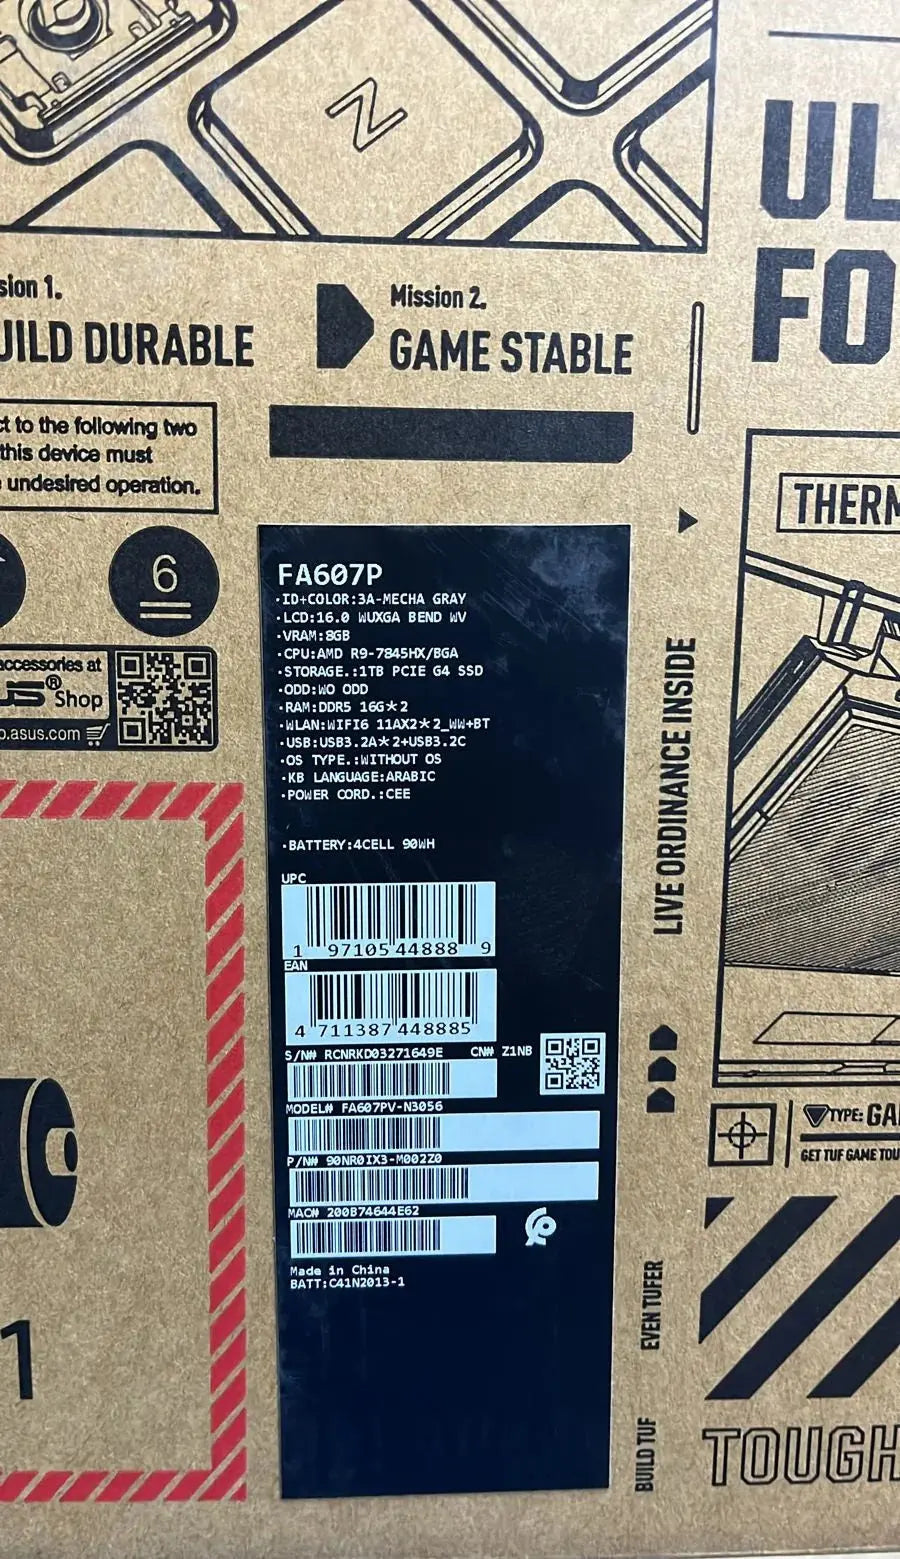 N
sion 1.
UILD DURABLE
Mission 2.
GAME STABLE
UL
FO
ct to the following two
this device must
undesired operation.
6
THERM
accessories at
US® Shop
p.asus.com
FA607P
·ID+COLOR:3A-MECHA GRAY
·LCD:16.0 WUXGA BEND WV
·VRAM:8GB
·CPU:AMD R9-7845HX/BGA
·STORAGE.:1TB PCIE G4 SSD
·ODD:WO ODD
·RAM:DDR5 16G*2
·WLAN:WIFI6 11AX2*2_WW+BT
·USB:USB3.2A*2+USB3.2C
·OS TYPE.:WITHOUT OS
·KB LANGUAGE:ARABIC
·POWER CORD.:CEE
·BATTERY:4CELL 90WH
UPC
1 97105 44888 9
EAN
4 711387 448885
S/N# RCNRKD03271649E CN# Z1NB
MODEL# FA607PV-N3056
P/N# 90NR0IX3-M002Z0
MAC# 200B74644E62
Made in China
BATT:C41N2013-1
1
LIVE ORDINANCE INSIDE
EVEN TUFER
BUILD TUF
TYPE: GA
GET TUF GAME TOU
TOUGH